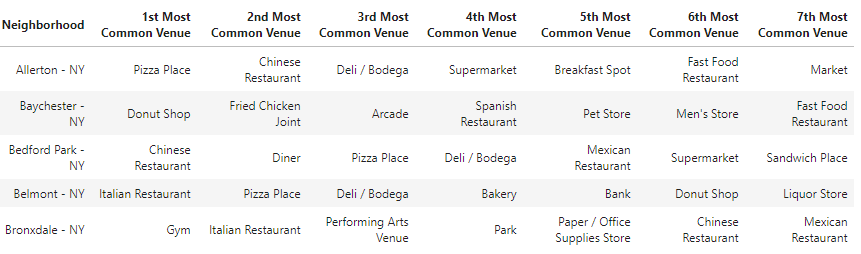 Neighborhood 1st Most Common Venue 2nd Most Common Venue 3rd Most Common Venue 4th Most Common Venue 5th Most Common Venue 6th Most Common Venue 7th Most Common Venue
Allerton - NY Pizza Place Chinese Restaurant Deli / Bodega Supermarket Breakfast Spot Fast Food Restaurant Market
Baychester - NY Donut Shop Fried Chicken Joint Arcade Spanish Restaurant Pet Store Men's Store Fast Food Restaurant
Bedford Park - NY Chinese Restaurant Diner Pizza Place Deli / Bodega Mexican Restaurant Supermarket Sandwich Place
Belmont - NY Italian Restaurant Pizza Place Deli / Bodega Bakery Bank Donut Shop Liquor Store
Bronxdale - NY Gym Italian Restaurant Performing Arts Venue Park Paper / Office Supplies Store Chinese Restaurant Mexican Restaurant